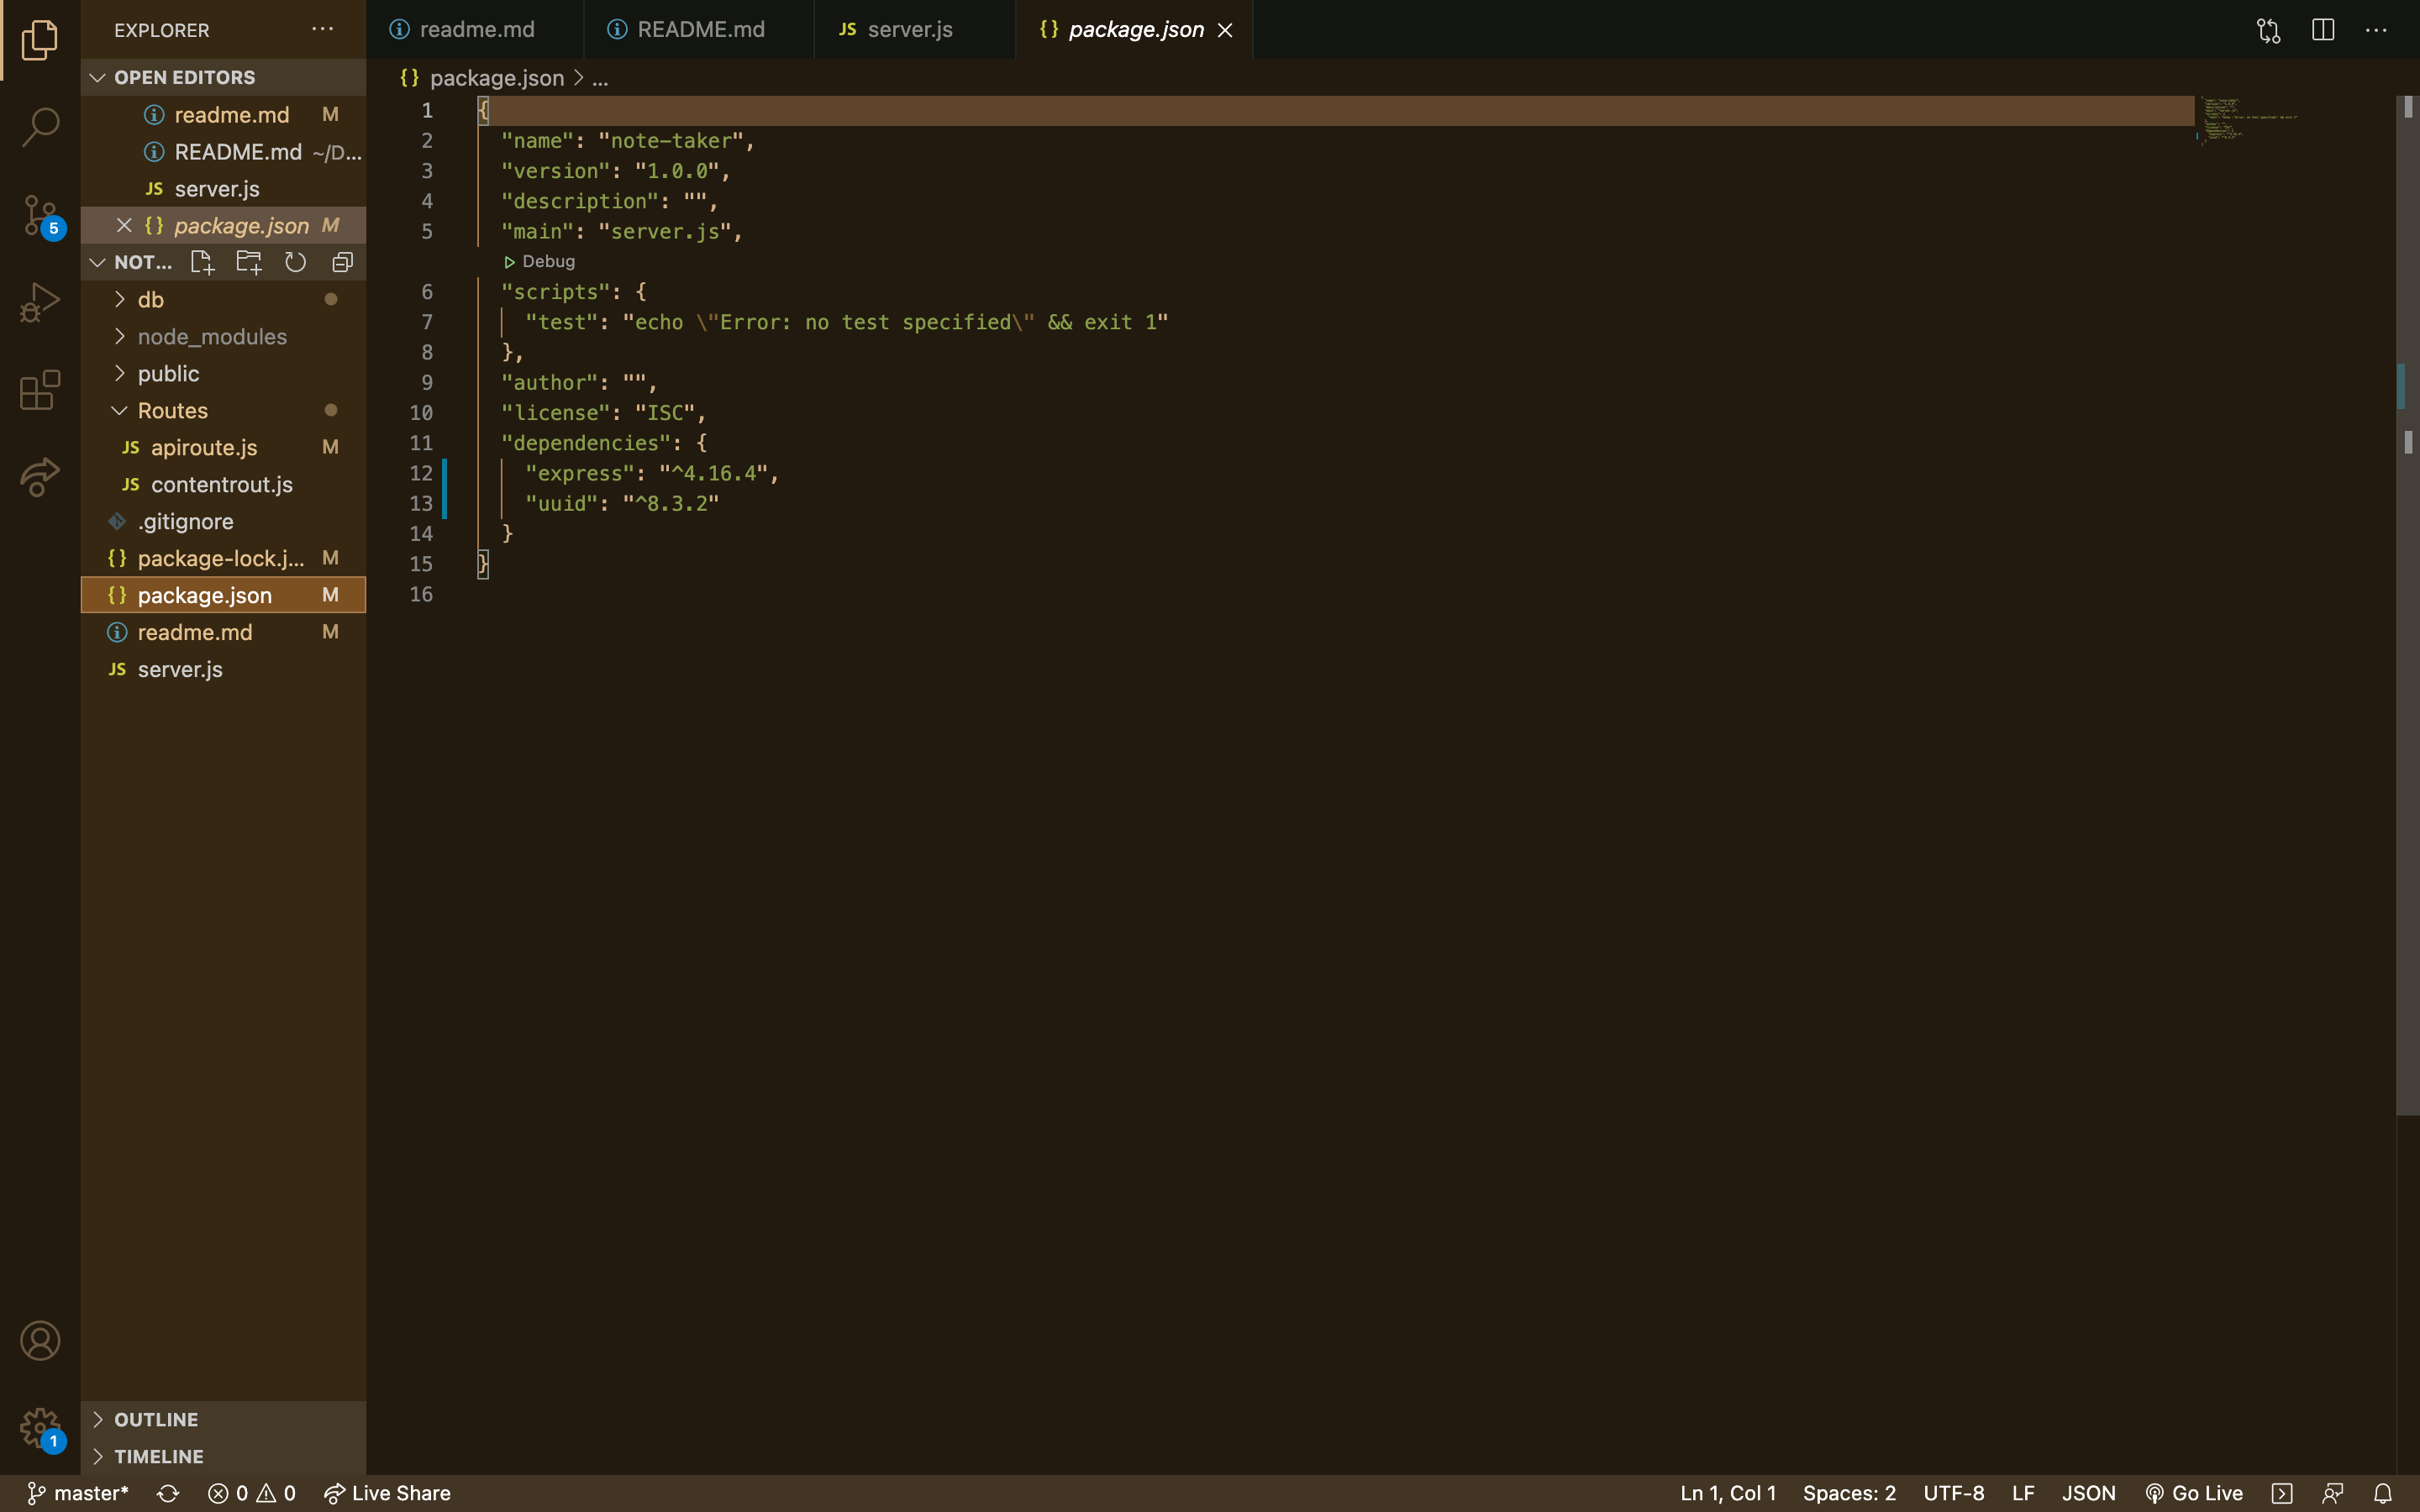 EXPLORER
readme.md
README.md
JS server.js
{} package.json
OPEN EDITORS
readme.md M
README.md ~/D...
JS server.js
{} package.json M
NOT...
db
node_modules
public
Routes
JS apiroute.js M
JS contentrout.js
.gitignore
{} package-lock.j... M
{} package.json M
readme.md M
JS server.js
OUTLINE
TIMELINE
5
1
{} package.json > ...
1 {
2 "name": "note-taker",
3 "version": "1.0.0",
4 "description": "",
5 "main": "server.js",
Debug
6 "scripts": {
7 "test": "echo \"Error: no test specified\" && exit 1"
8 },
9 "author": "",
10 "license": "ISC",
11 "dependencies": {
12 "express": "^4.16.4",
13 "uuid": "^8.3.2"
14 }
15 }
16
master* 0 0 Live Share Ln 1, Col 1 Spaces: 2 UTF-8 LF JSON Go Live